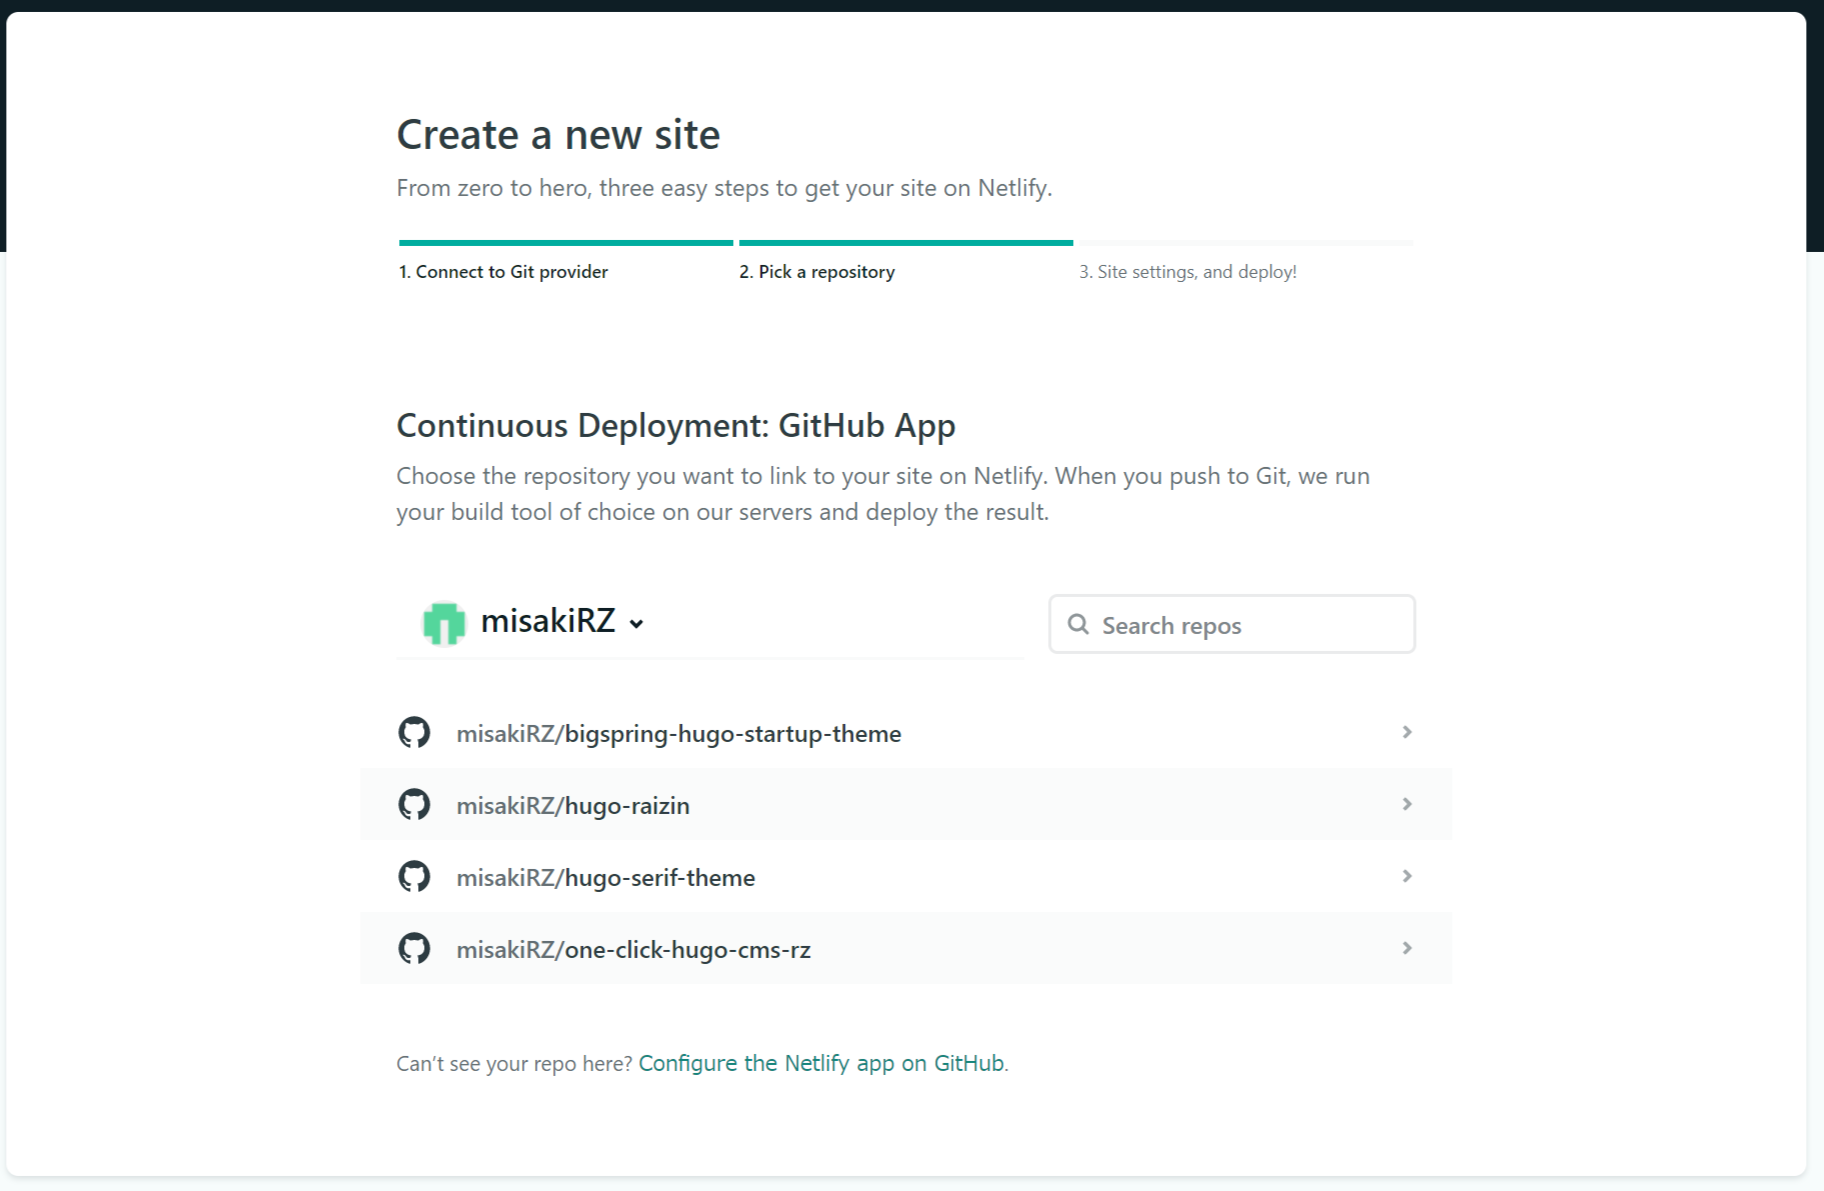 Create a new site
From zero to hero, three easy steps to get your site on Netlify.
1. Connect to Git provider
2. Pick a repository
3. Site settings, and deploy!
Continuous Deployment: GitHub App
Choose the repository you want to link to your site on Netlify. When you push to Git, we run
your build tool of choice on our servers and deploy the result.
misakiRZ
Search repos
misakiRZ/bigspring-hugo-startup-theme
misakiRZ/hugo-raizin
misakiRZ/hugo-serif-theme
misakiRZ/one-click-hugo-cms-rz
Can’t see your repo here? Configure the Netlify app on GitHub.